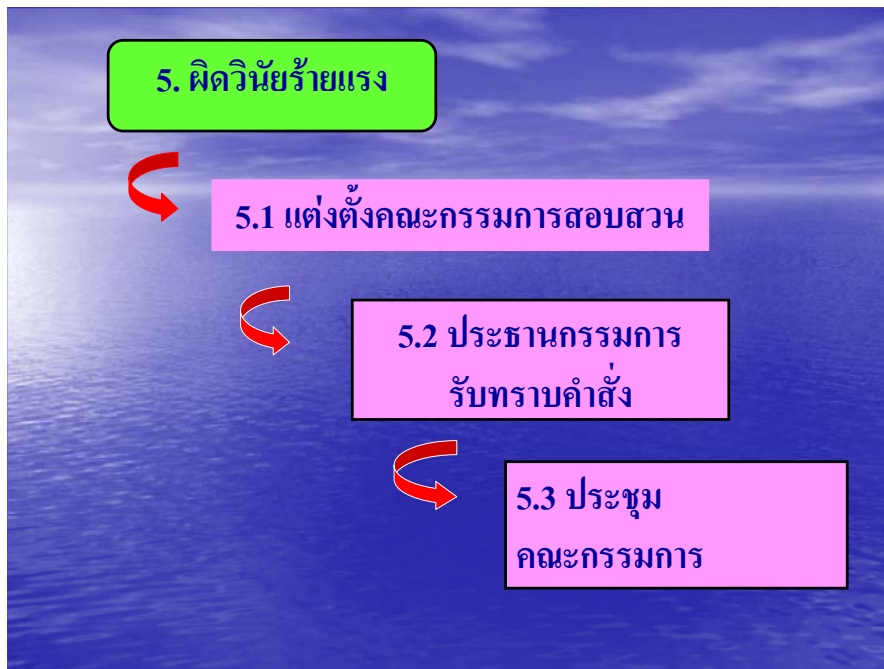 5. ผิดวินัยร้ายแรง
5.1 แต่งตั้งคณะกรรมการสอบสวน
5.2 ประธานกรรมการ
รับทราบคำสั่ง
5.3 ประชุม
คณะกรรมการ